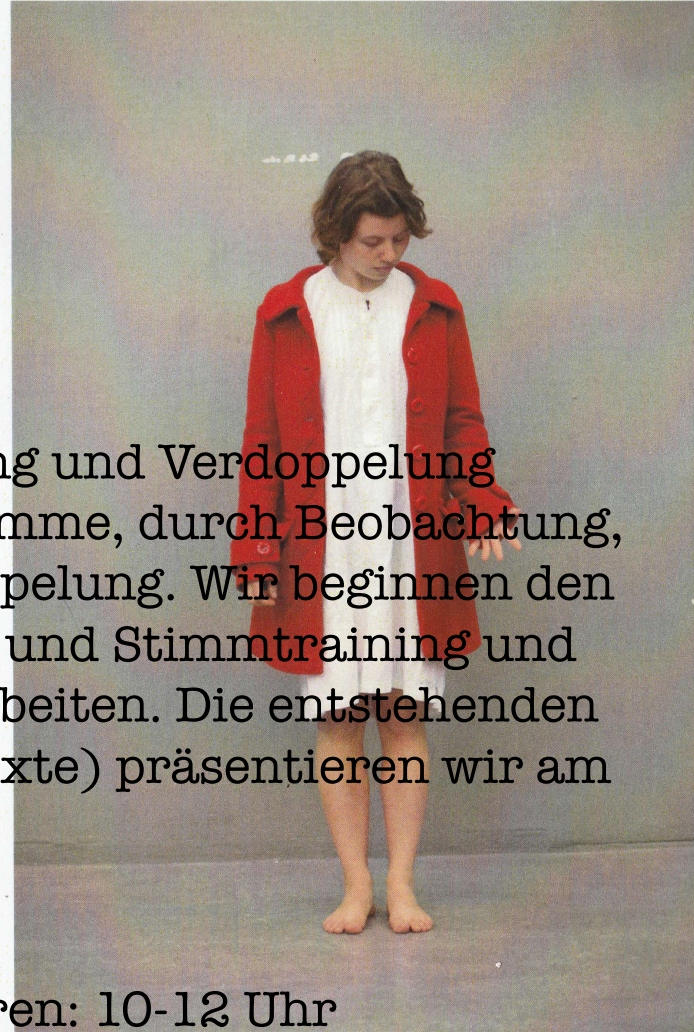 ng und Verdoppelung
mme, durch Beobachtung,
pelung. Wir beginnen den
und Stimmtraining und
beiten. Die entstehenden
xte) präsentieren wir am
ren: 10-12 Uhr